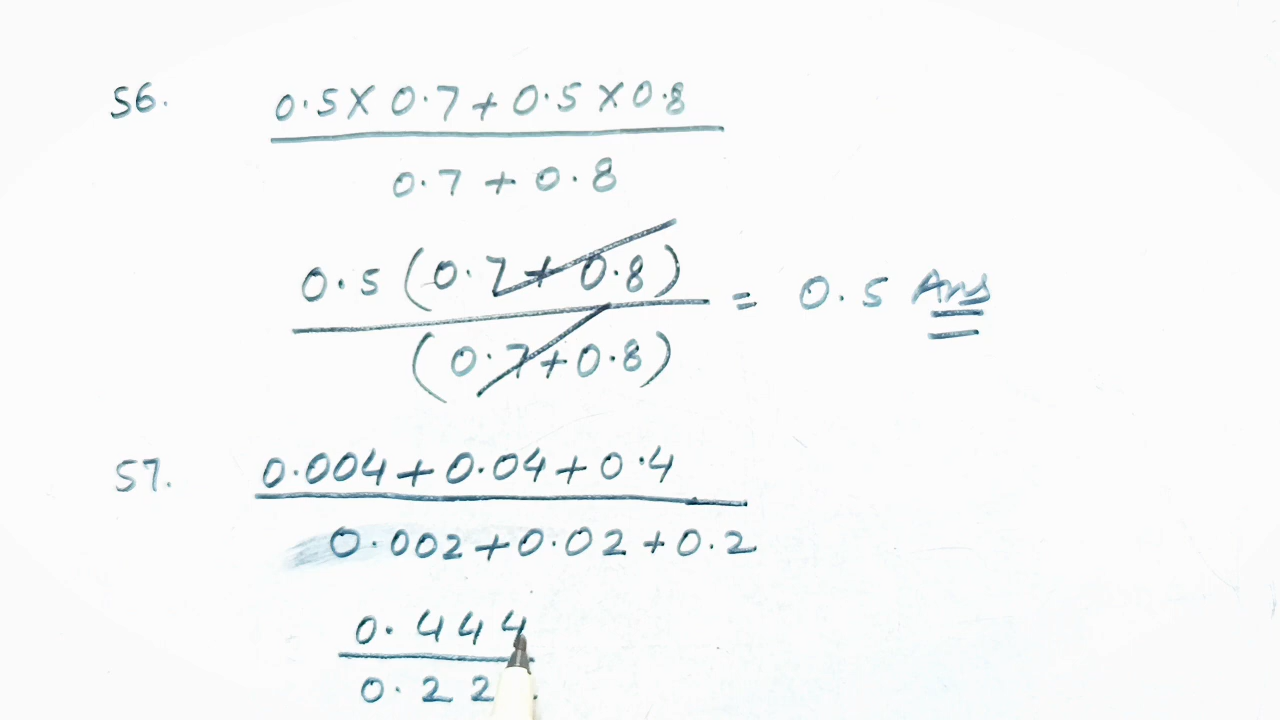 56. 0.5 × 0.7 + 0.5 × 0.8
0.7 + 0.8
0.5 (0.7 + 0.8) = 0.5 Ans
(0.7 + 0.8)
57. 0.004 + 0.04 + 0.4
0.002 + 0.02 + 0.2
0.444
0.22